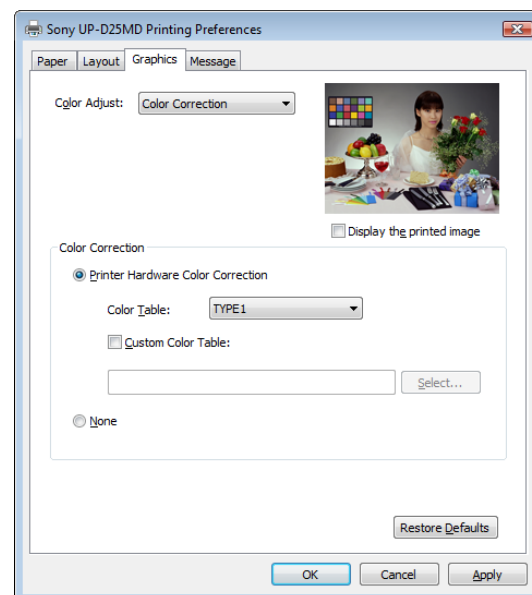 Sony UP-D25MD Printing Preferences
Paper Layout Graphics Message
Color Adjust: Color Correction
Display the printed image
Color Correction
Printer Hardware Color Correction
Color Table: TYPE1
Custom Color Table:
Select...
None
Restore Defaults
OK Cancel Apply